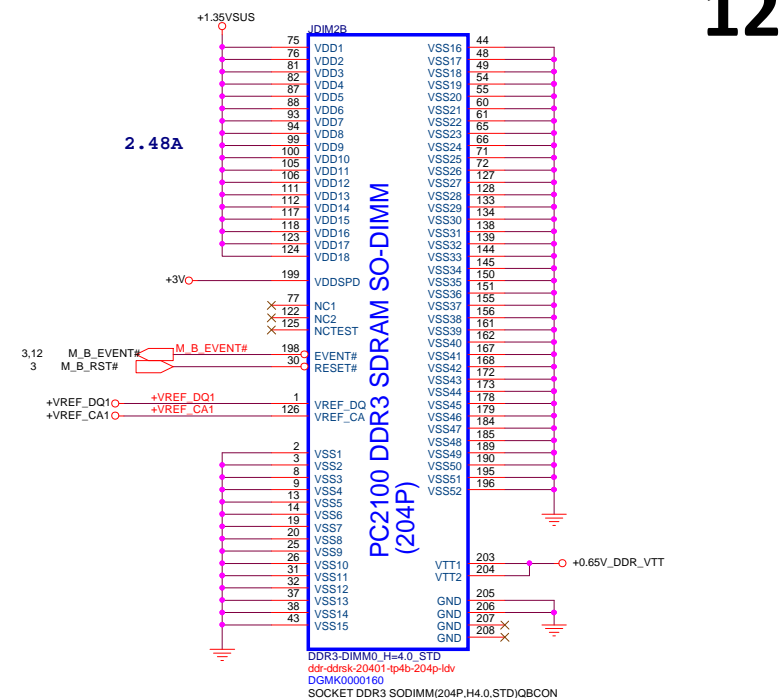 12
+1.35VSUS
JDIM2B
2.48A
75 VDD1
76 VDD2
81 VDD3
82 VDD4
87 VDD5
88 VDD6
93 VDD7
94 VDD8
99 VDD9
100 VDD10
105 VDD11
106 VDD12
111 VDD13
112 VDD14
117 VDD15
118 VDD16
123 VDD17
124 VDD18
+3V 199 VDDSPD
77 NC1
122 NC2
125 NCTEST
3,12 M_B_EVENT# M_B_EVENT# 198 EVENT#
3 M_B_RST# 30 RESET#
+VREF_DQ1 +VREF_DQ1 1 VREF_DQ
+VREF_CA1 +VREF_CA1 126 VREF_CA
2 VSS1
3 VSS2
8 VSS3
9 VSS4
13 VSS5
14 VSS6
19 VSS7
20 VSS8
25 VSS9
26 VSS10
31 VSS11
32 VSS12
37 VSS13
38 VSS14
43 VSS15
PC2100 DDR3 SDRAM SO-DIMM
(204P)
VSS16 44
VSS17 48
VSS18 49
VSS19 54
VSS20 55
VSS21 60
VSS22 61
VSS23 65
VSS24 66
VSS25 71
VSS26 72
VSS27 127
VSS28 128
VSS29 133
VSS30 134
VSS31 138
VSS32 139
VSS33 144
VSS34 145
VSS35 150
VSS36 151
VSS37 155
VSS38 156
VSS39 161
VSS40 162
VSS41 167
VSS42 168
VSS43 172
VSS44 173
VSS45 178
VSS46 179
VSS47 184
VSS48 185
VSS49 189
VSS50 190
VSS51 195
VSS52 196
VTT1 203 +0.65V_DDR_VTT
VTT2 204
GND 205
GND 206
GND 207
GND 208
DDR3-DIMM0_H=4.0_STD
ddr-ddrsk-20401-tp4b-204p-ldv
DGMK0000160
SOCKET DDR3 SODIMM(204P,H4.0,STD)QBCON